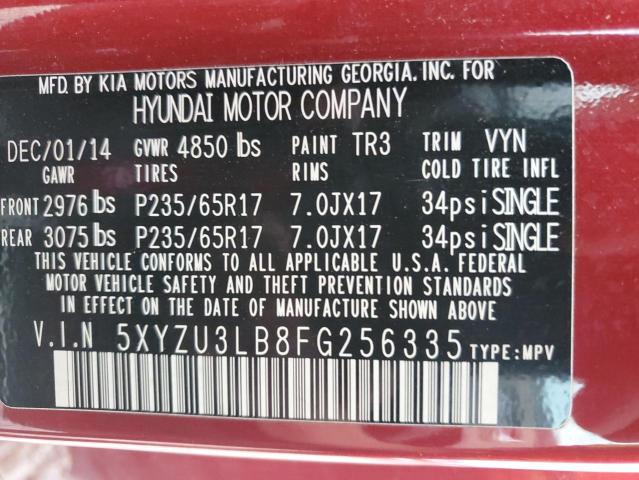 MFD. BY KIA MOTORS MANUFACTURING GEORGIA. INC. FOR
HYUNDAI MOTOR COMPANY
DEC/01/14 GVWR 4850 lbs PAINT TR3 TRIM VYN
GAWR TIRES RIMS COLD TIRE INFL
FRONT 2976 lbs P235/65R17 7.0JX17 34psi SINGLE
REAR 3075 lbs P235/65R17 7.0JX17 34psi SINGLE
THIS VEHICLE CONFORMS TO ALL APPLICABLE U.S.A. FEDERAL
MOTOR VEHICLE SAFETY AND THEFT PREVENTION STANDARDS
IN EFFECT ON THE DATE OF MANUFACTURE SHOWN ABOVE
V.I.N 5XYZU3LB8FG256335 TYPE: MPV